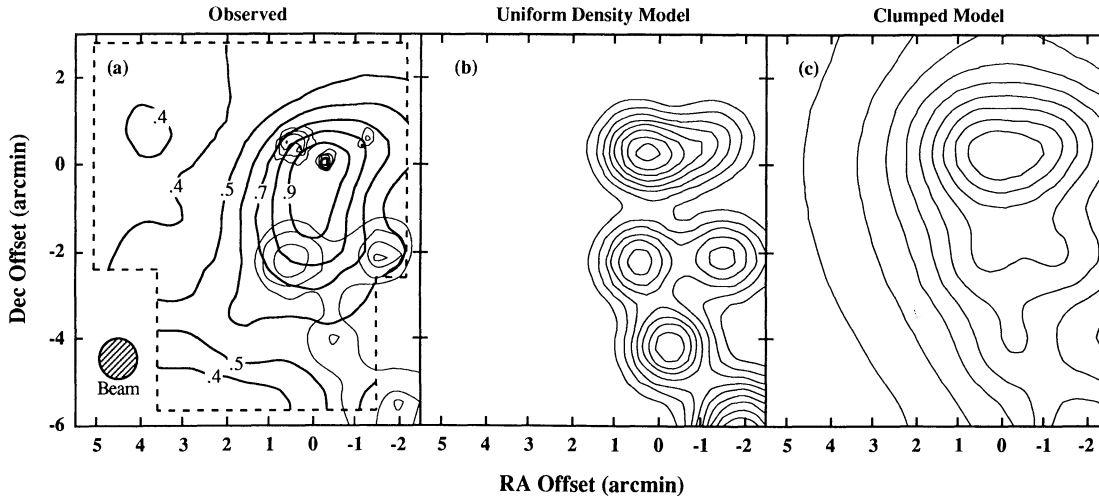 Observed
Uniform Density Model
Clumped Model
(a)
(b)
(c)
.4
.4
.5
.7
.9
.5
.4
Beam
2
0
-2
-4
-6
Dec Offset (arcmin)
5 4 3 2 1 0 -1 -2
5 4 3 2 1 0 -1 -2
5 4 3 2 1 0 -1 -2
RA Offset (arcmin)